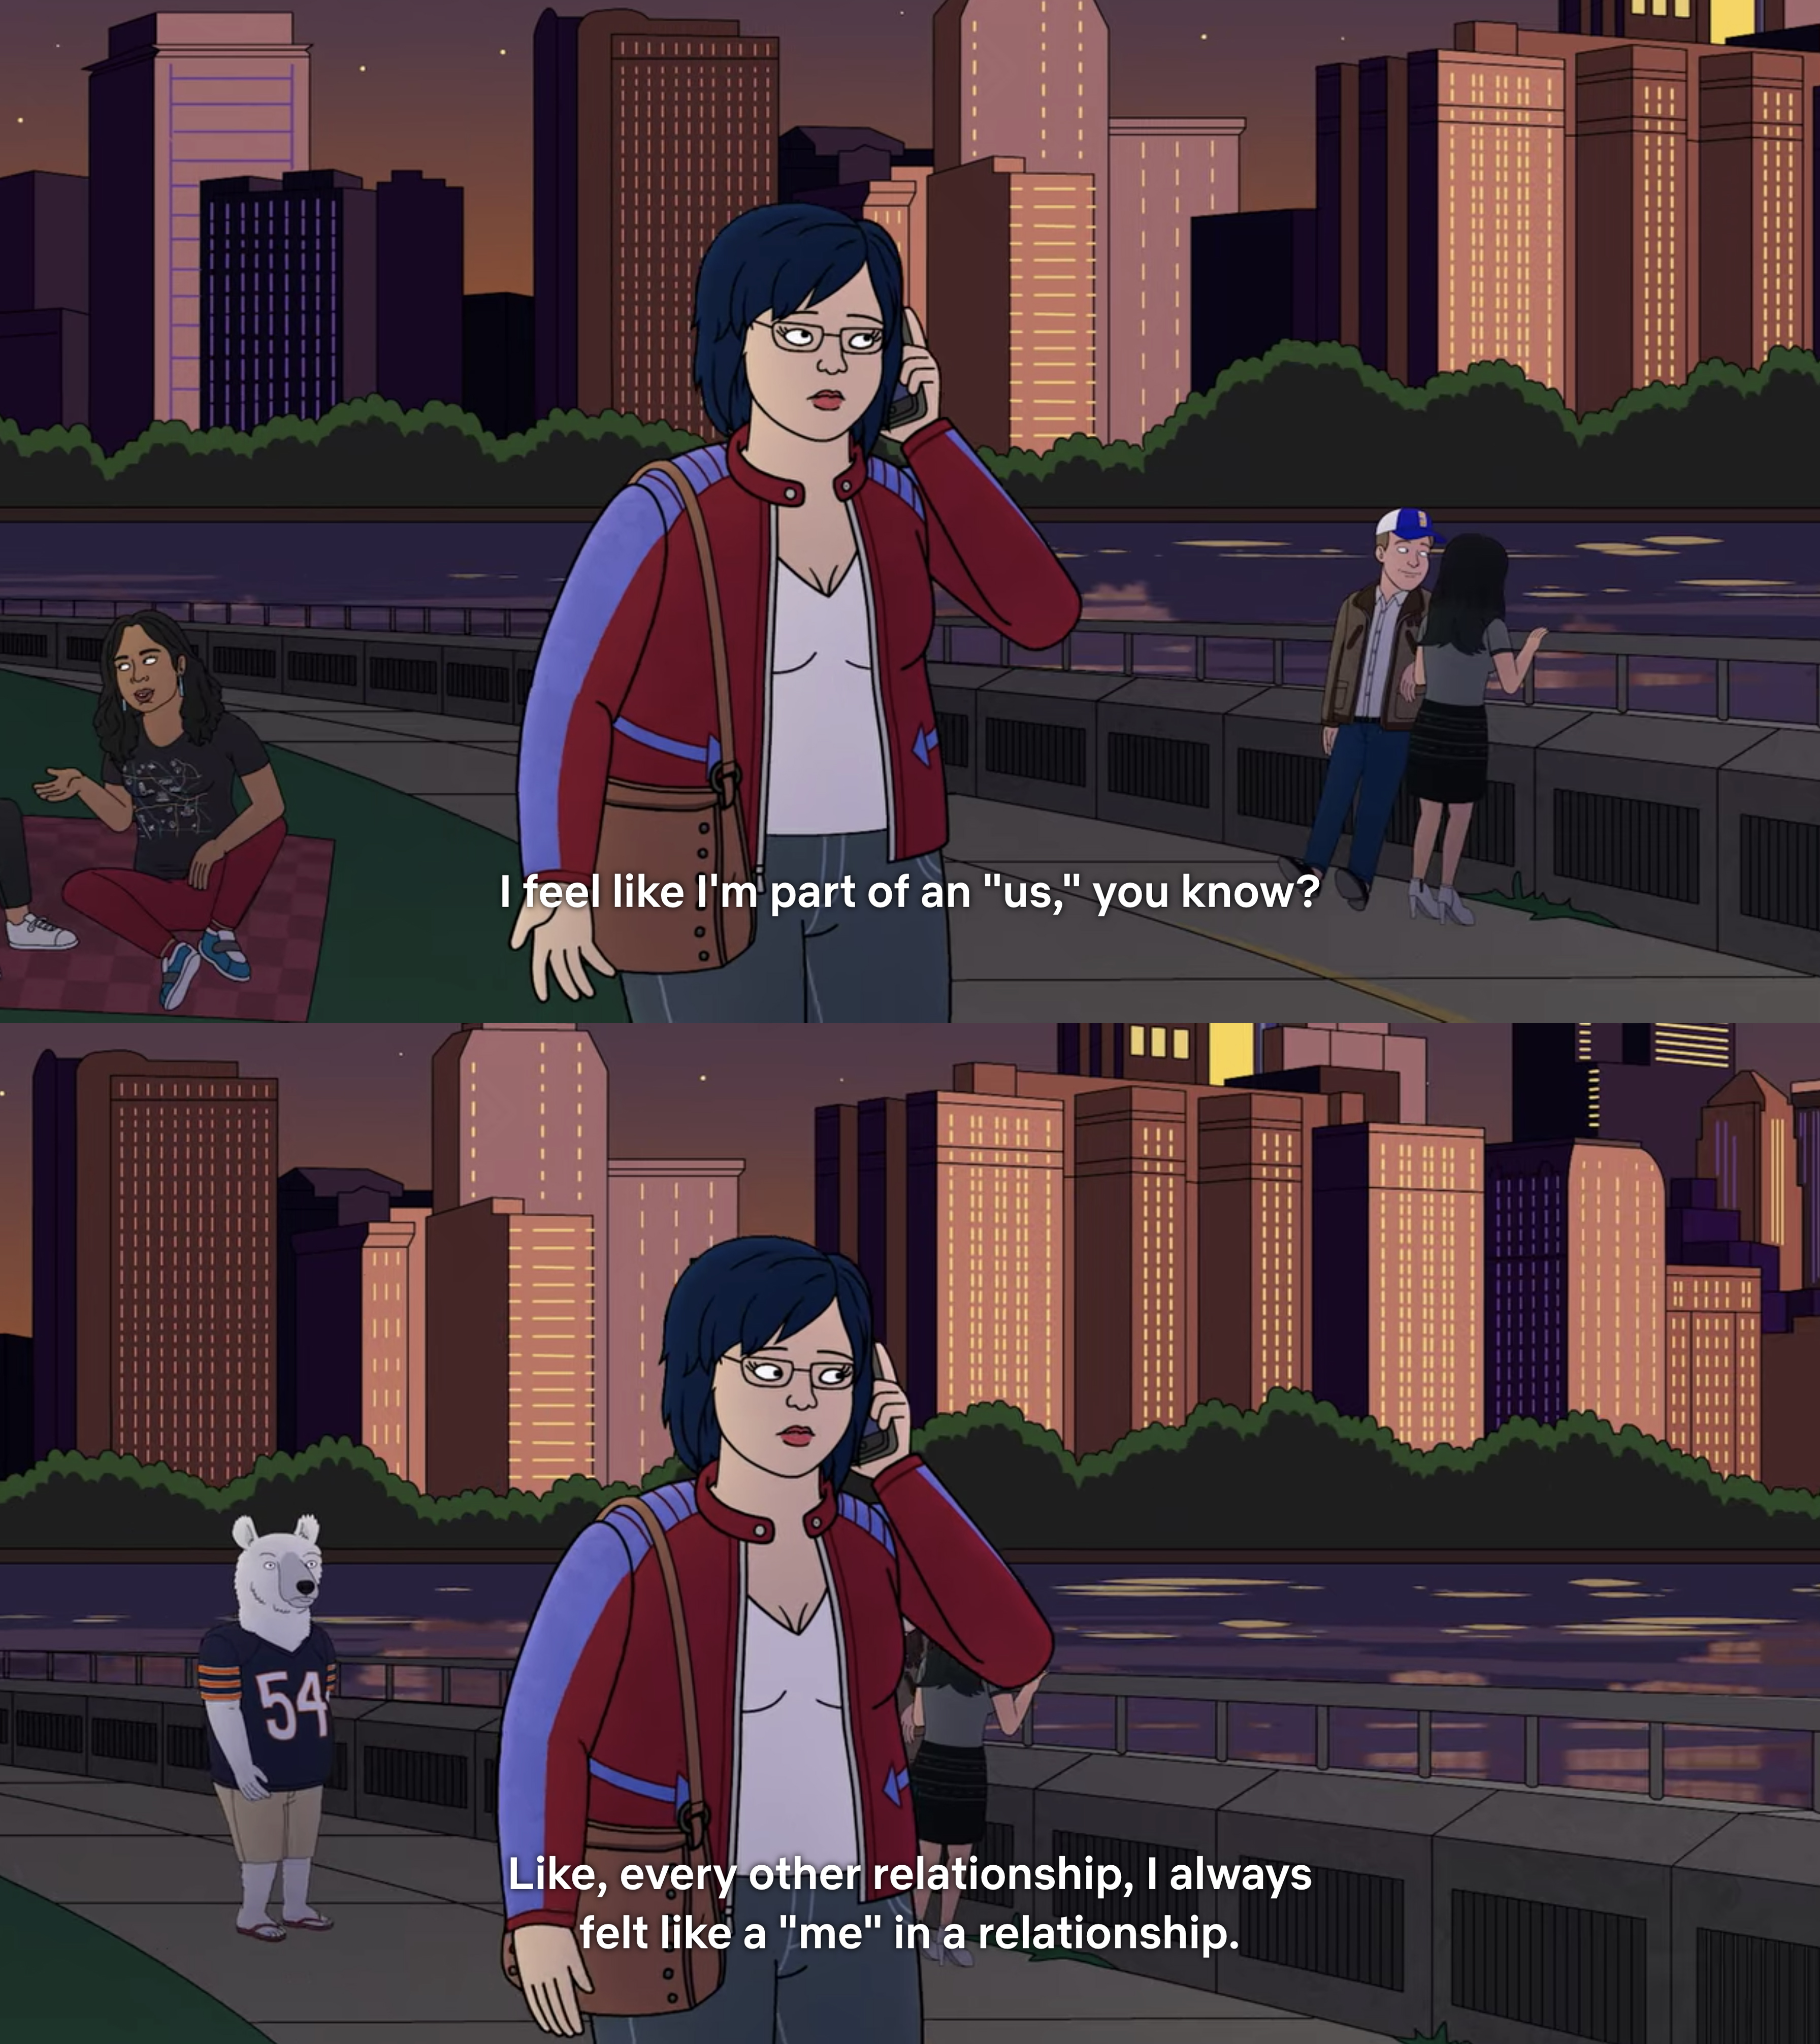 I feel like I'm part of an "us," you know?
54
Like, every other relationship, I always
felt like a "me" in a relationship.